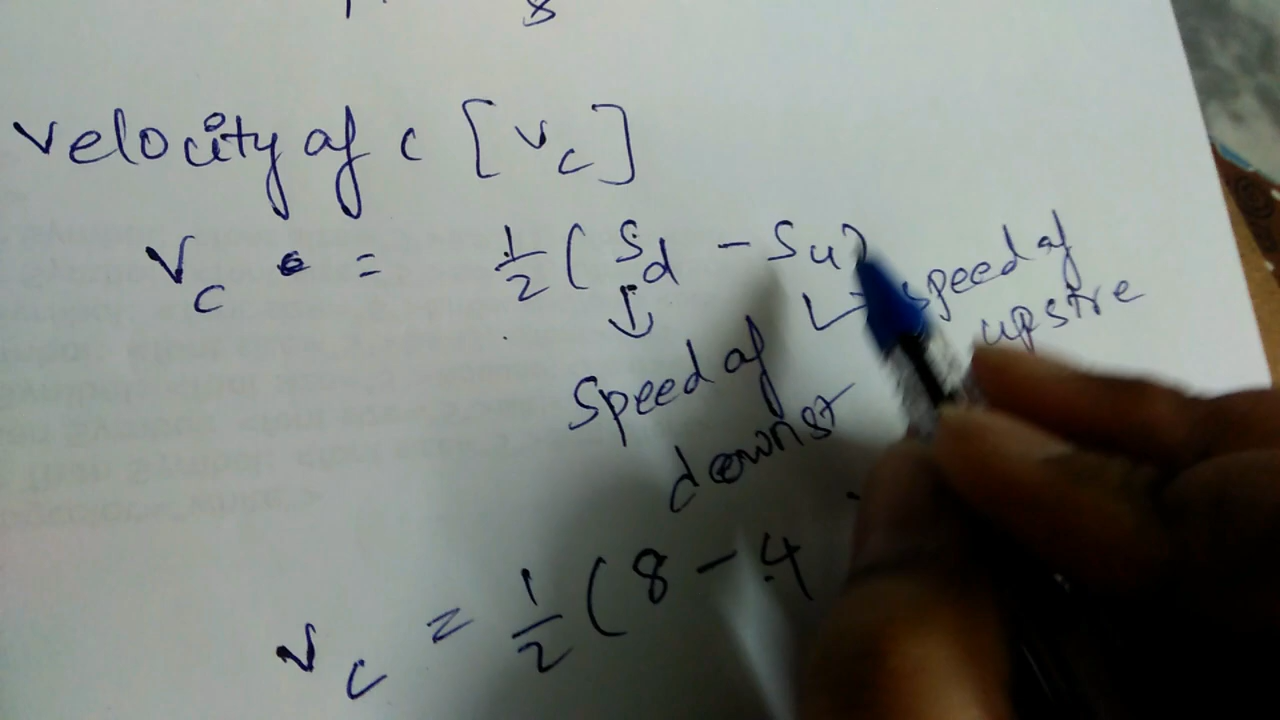 8
velocity of c [vc]
Vc = 1/2 (Sd - Su)
↓ speed of
upstre
Speed of
downst
Vc = 1/2 (8 - 4